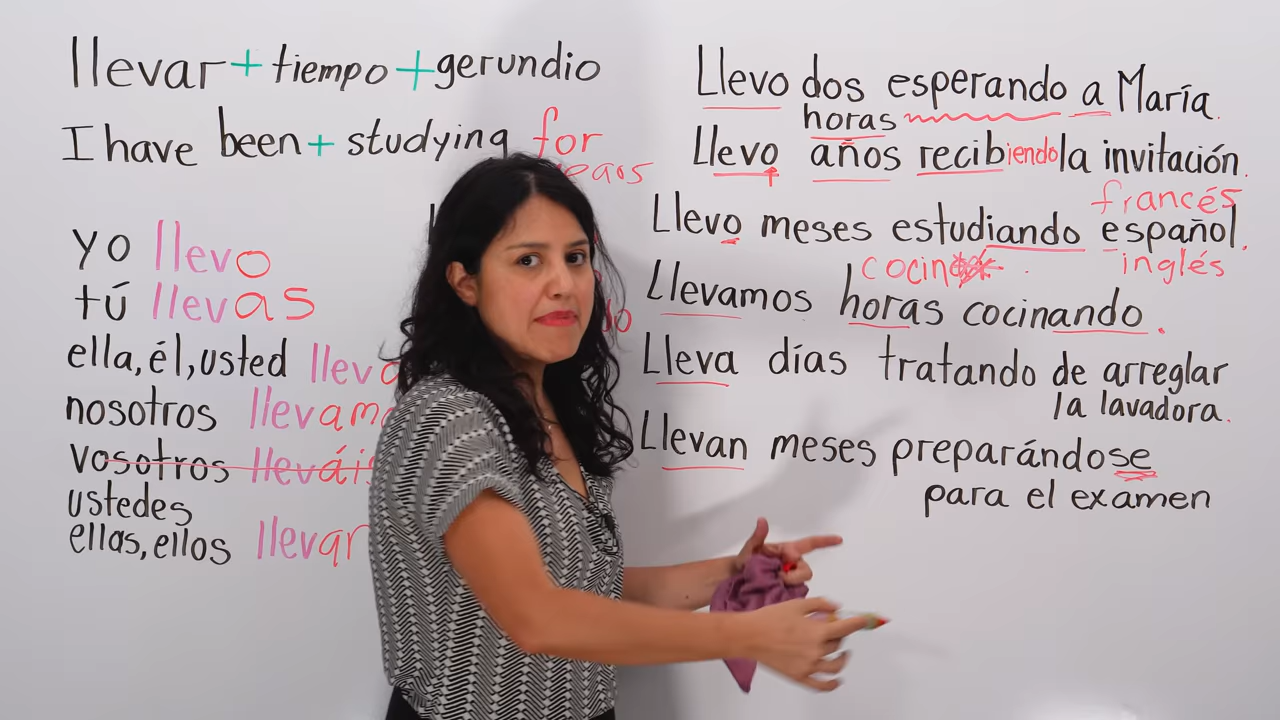 llevar + tiempo + gerundio
I have been + studying for
yo llevo
tú llevas
ella, él, usted
nosotros
vosotros lleváis
ustedes
ellas, ellos llevan
Llevo dos esperando a María.
horas
Llevo años recibiendo la invitación.
francés
Llevo meses estudiando español.
inglés
Llevamos horas cocinando.
Lleva días tratando de arreglar
la lavadora.
Llevan meses preparándose
para el examen